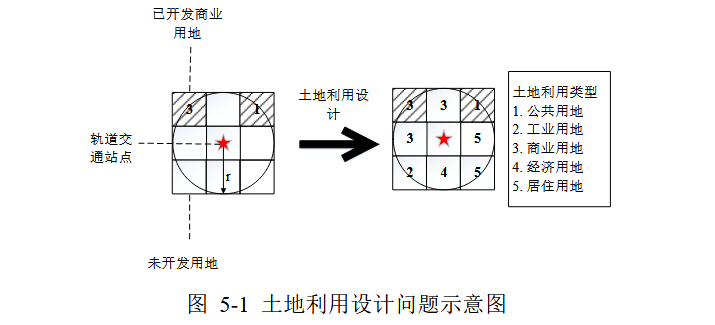 已开发商业
用地
3
1
轨道交
通站点
r
未开发用地
土地利用设
计
3
3
1
3
5
2
4
5
土地利用类型
1. 公共用地
2. 工业用地
3. 商业用地
4. 经济用地
5. 居住用地
图 5-1 土地利用设计问题示意图